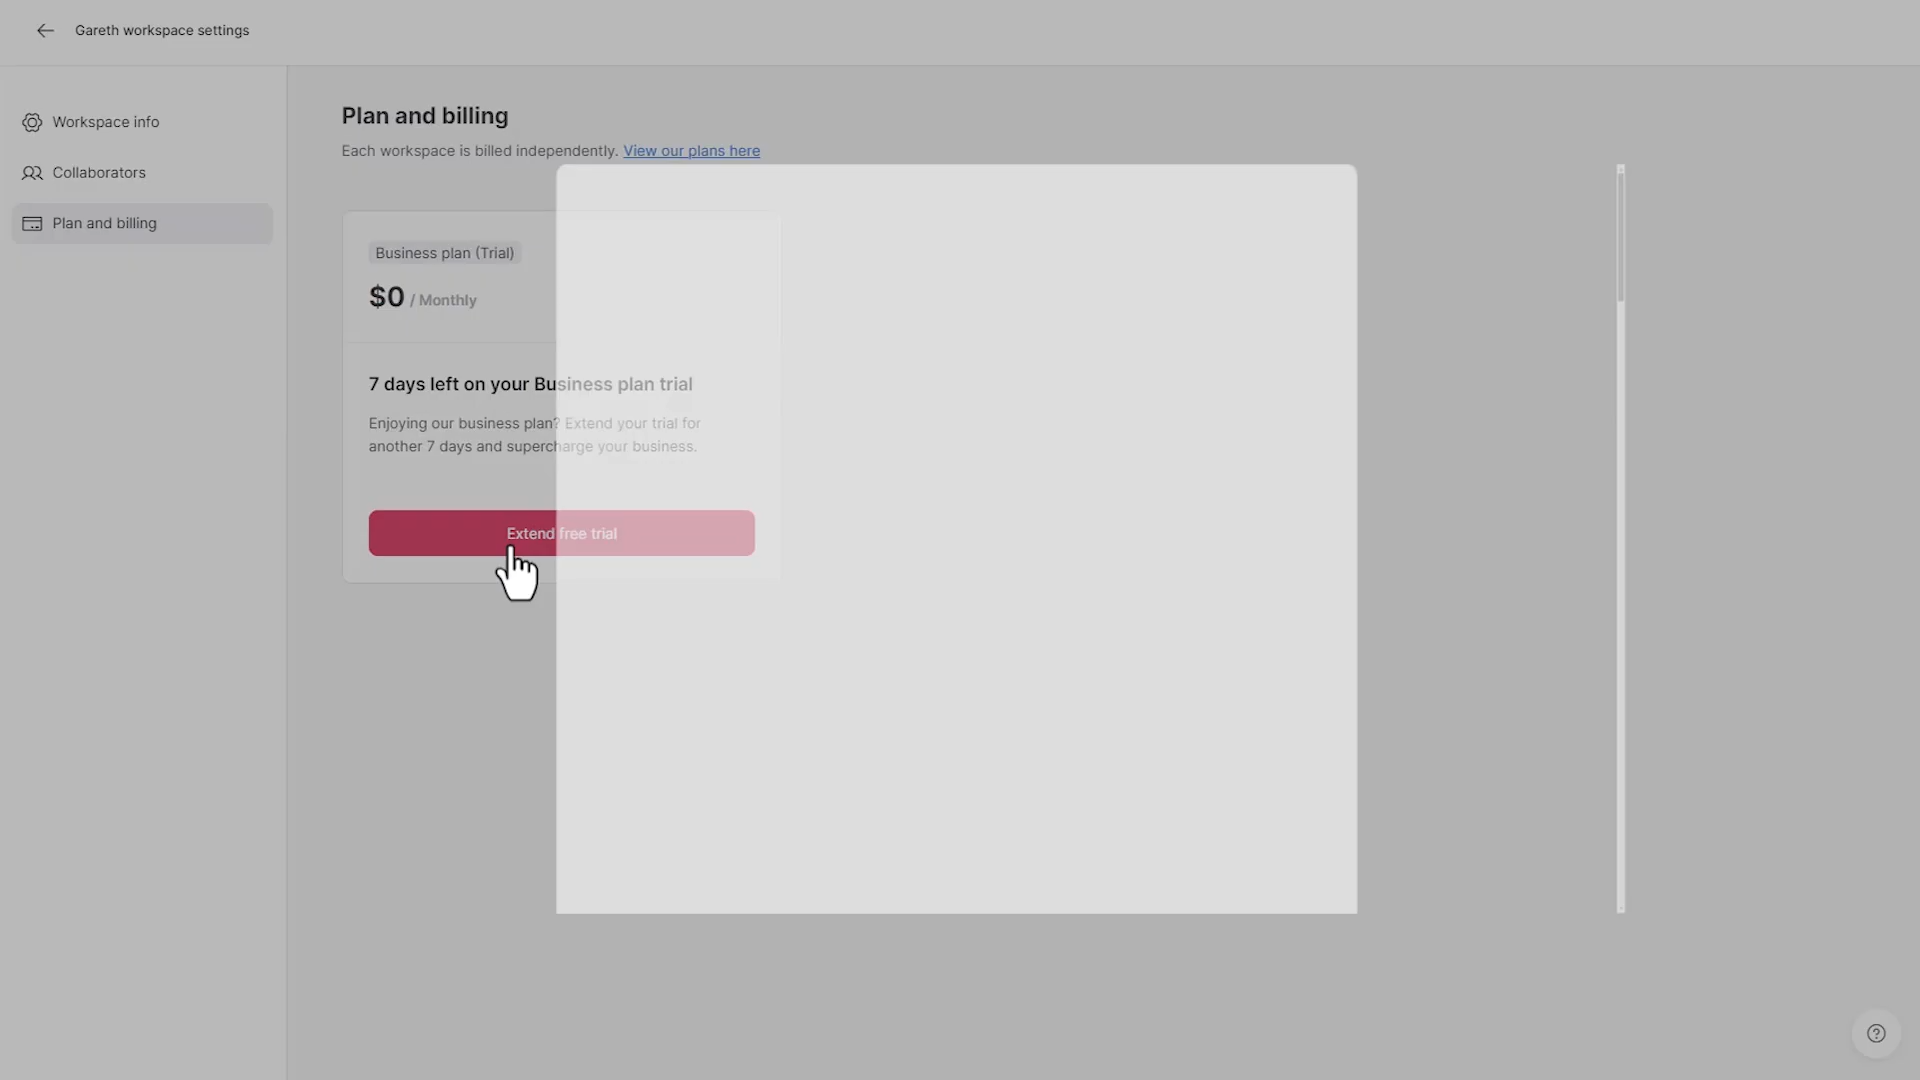 Gareth workspace settings
Workspace info
Collaborators
Plan and billing
Plan and billing
Each workspace is billed independently. View our plans here
Business plan (Trial)
$0 / Monthly
7 days left on your Business plan trial
Enjoying our business plan? Extend your trial for
another 7 days and supercharge your business.
Extend free trial